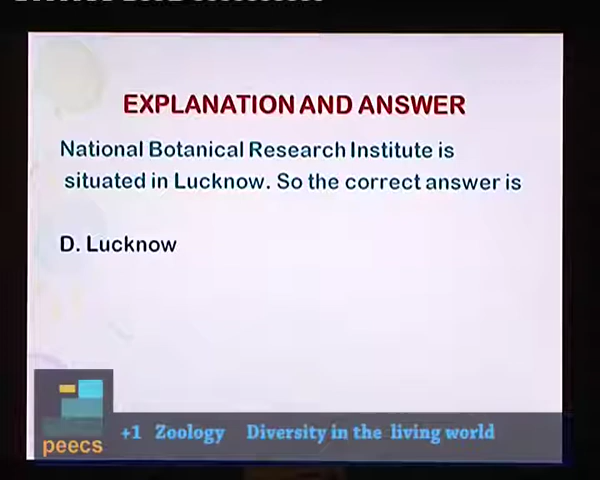 EXPLANATION AND ANSWER
National Botanical Research Institute is
situated in Lucknow. So the correct answer is
D. Lucknow
peecs
+1 Zoology Diversity in the living world